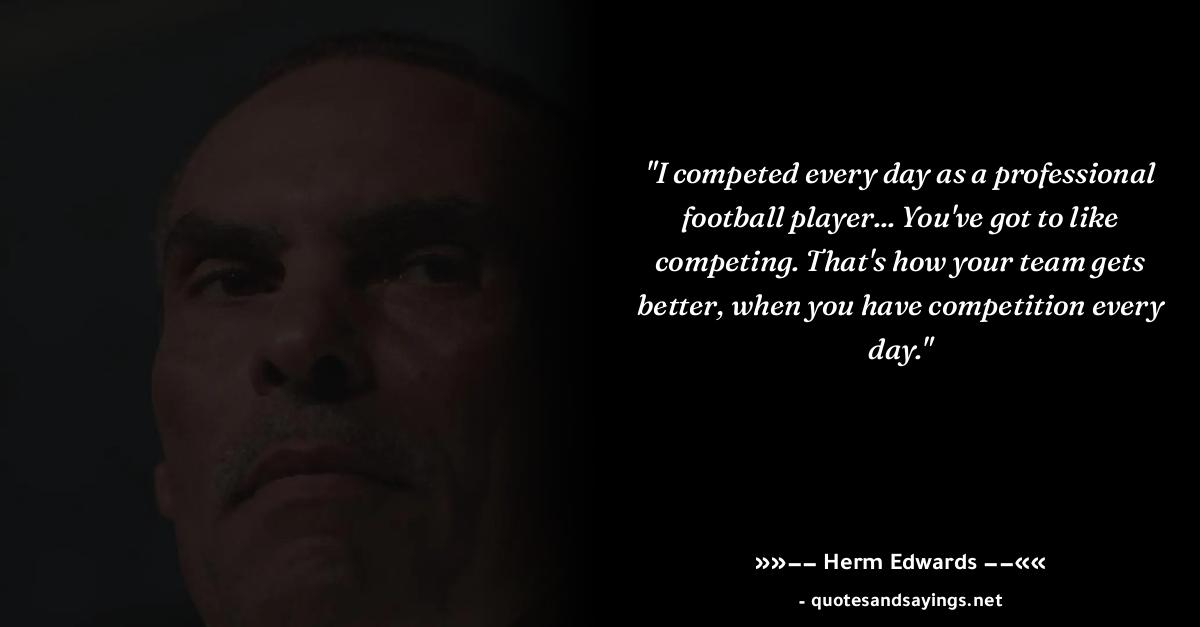 "I competed every day as a professional
football player... You've got to like
competing. That's how your team gets
better, when you have competition every
day."
»»−− Herm Edwards −−««
- quotesandsayings.net